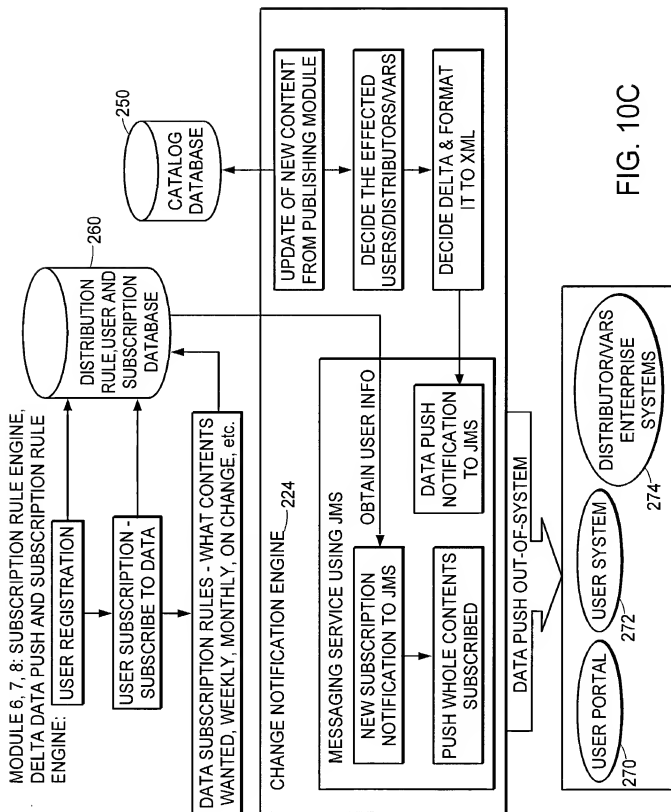 MODULE 6, 7, 8: SUBSCRIPTION RULE ENGINE,
DELTA DATA PUSH AND SUBSCRIPTION RULE
ENGINE:
USER REGISTRATION
USER SUBSCRIPTION -
SUBSCRIBE TO DATA
DATA SUBSCRIPTION RULES - WHAT CONTENTS
WANTED, WEEKLY, MONTHLY, ON CHANGE, etc.
260
DISTRIBUTION
RULE,USER AND
SUBSCRIPTION
DATABASE
250
CATALOG
DATABASE
CHANGE NOTIFICATION ENGINE
224
MESSAGING SERVICE USING JMS
OBTAIN USER INFO
NEW SUBSCRIPTION
NOTIFICATION TO JMS
PUSH WHOLE CONTENTS
SUBSCRIBED
DATA PUSH
NOTIFICATION
TO JMS
UPDATE OF NEW CONTENT
FROM PUBLISHING MODULE
DECIDE THE EFFECTED
USERS/DISTRIBUTORS/VARS
DECIDE DELTA & FORMAT
IT TO XML
DATA PUSH OUT-OF-SYSTEM
USER PORTAL
270
USER SYSTEM
272
DISTRIBUTOR/VARS
ENTERPRISE
SYSTEMS
274
FIG. 10C